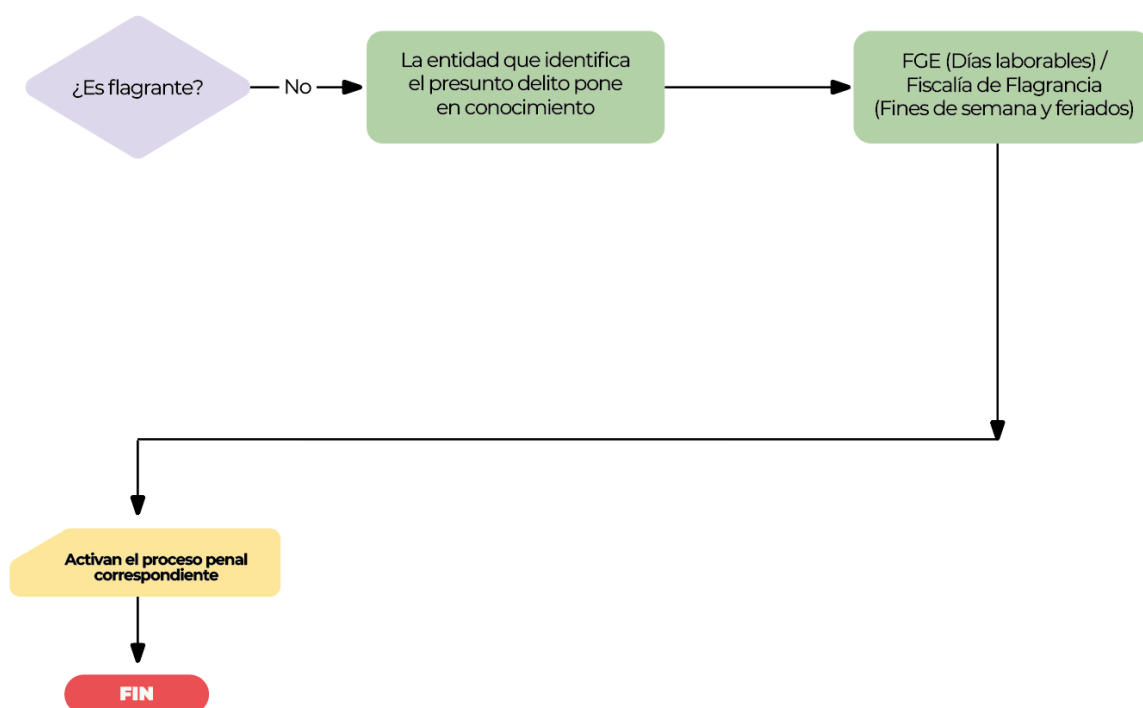 ¿Es flagrante?
No
La entidad que identifica
el presunto delito pone
en conocimiento
FGE (Días laborables) /
Fiscalía de Flagrancia
(Fines de semana y feriados)
Activan el proceso penal
correspondiente
FIN